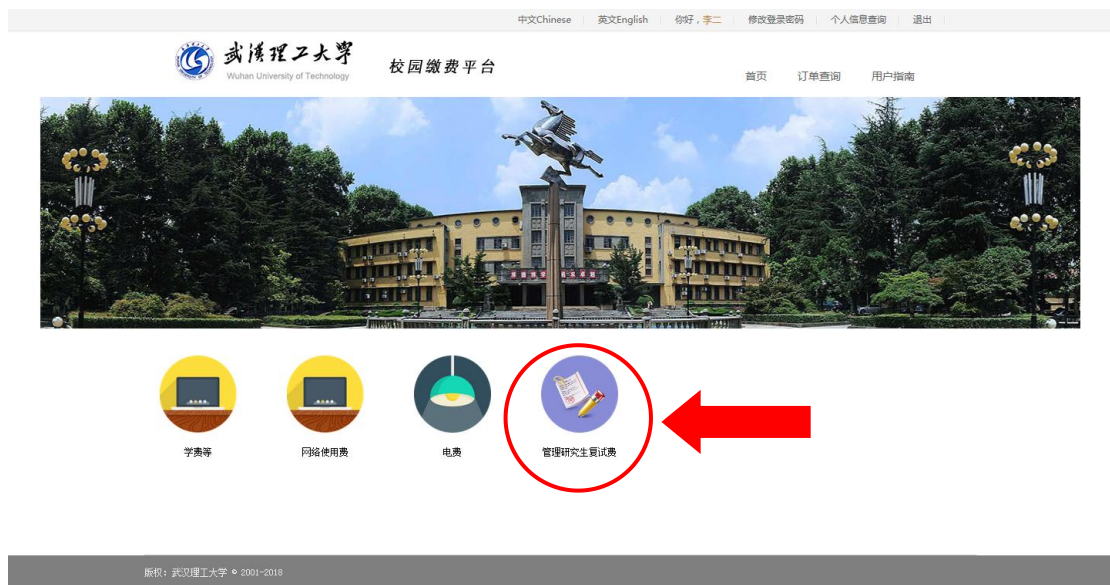 中文Chinese 英文English 你好，李二 修改登录密码 个人信息查询 退出
武汉理工大学
Wuhan University of Technology
校园缴费平台
首页 订单查询 用户指南
学费等 网络使用费 电费 管理研究生复试费
版权：武汉理工大学 © 2001-2018